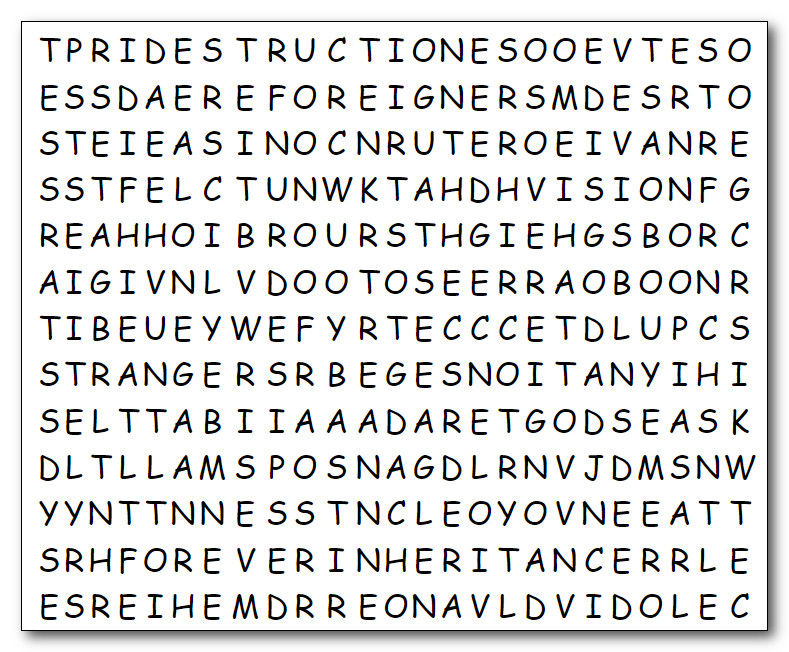 TPRIDESTRUCTIONESOOEVTESO
ESSDAEREFOREIGNERSMDESRTO
STEIEASINOCNRUTEROEIVANRE
SSTFELCTUNWKTAHDHVISIONFG
REAHHOIBROURSTHGIEHGSBORC
AIGIVNLVDOOTOSEERRAOBOONR
TIBEUEYWEFYRTECCCETDLUPCS
STRANGERSRBEGESNOITANYIHI
SELTTABIIAAADARETGODSEASK
DLTLLAMSPOSNAGDLRNVJDMSNW
YYNTTNNESSTNCLEOYOVNEEATT
SRHFOREVERINHERITANCERRLE
ESREIHEMDRREONAVLDVIDOLEC